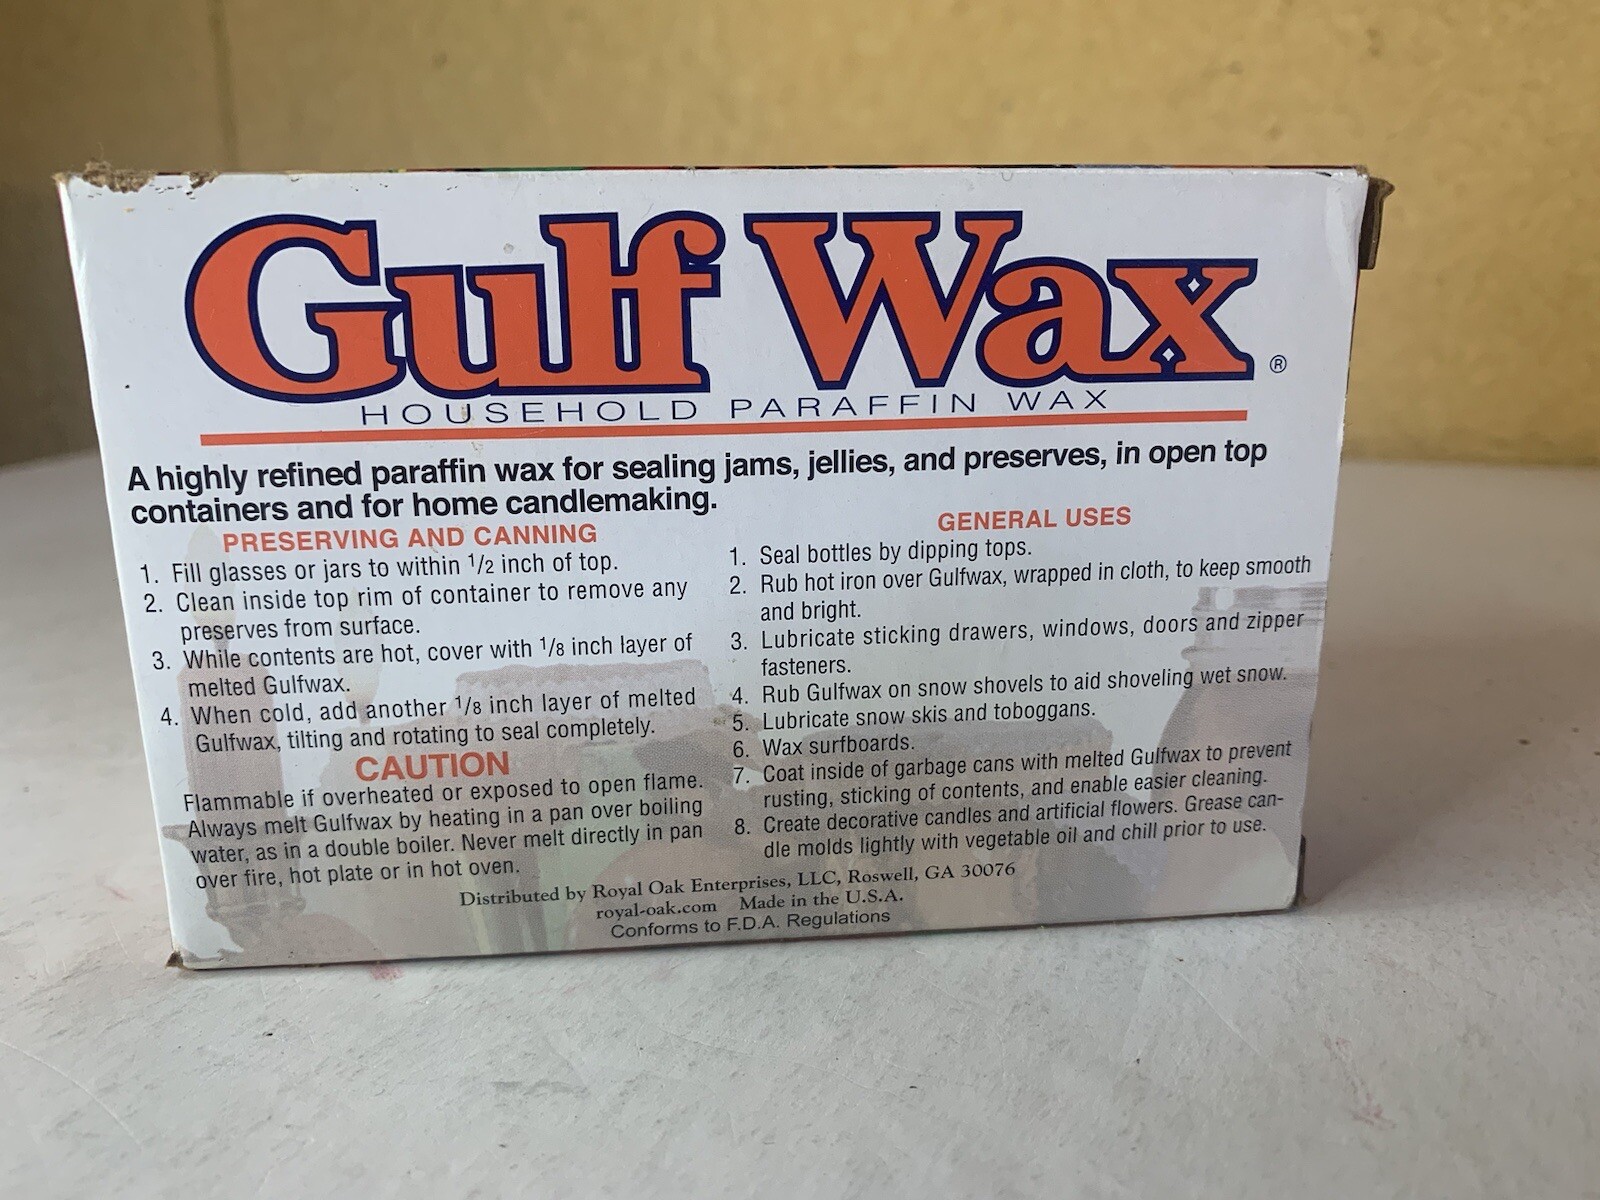 Gulf Wax®
HOUSEHOLD PARAFFIN WAX
A highly refined paraffin wax for sealing jams, jellies, and preserves, in open top
containers and for home candlemaking.
PRESERVING AND CANNING
1. Fill glasses or jars to within 1/2 inch of top.
2. Clean inside top rim of container to remove any
preserves from surface.
3. While contents are hot, cover with 1/8 inch layer of
melted Gulfwax.
4. When cold, add another 1/8 inch layer of melted
Gulfwax, tilting and rotating to seal completely.
CAUTION
Flammable if overheated or exposed to open flame.
Always melt Gulfwax by heating in a pan over boiling
water, as in a double boiler. Never melt directly in pan
over fire, hot plate or in hot oven.
GENERAL USES
1. Seal bottles by dipping tops.
2. Rub hot iron over Gulfwax, wrapped in cloth, to keep smooth
and bright.
3. Lubricate sticking drawers, windows, doors and zipper
fasteners.
4. Rub Gulfwax on snow shovels to aid shoveling wet snow.
5. Lubricate snow skis and toboggans.
6. Wax surfboards.
7. Coat inside of garbage cans with melted Gulfwax to prevent
rusting, sticking of contents, and enable easier cleaning.
8. Create decorative candles and artificial flowers. Grease can-
dle molds lightly with vegetable oil and chill prior to use.
Distributed by Royal Oak Enterprises, LLC, Roswell, GA 30076
royal-oak.com Made in the U.S.A.
Conforms to F.D.A. Regulations